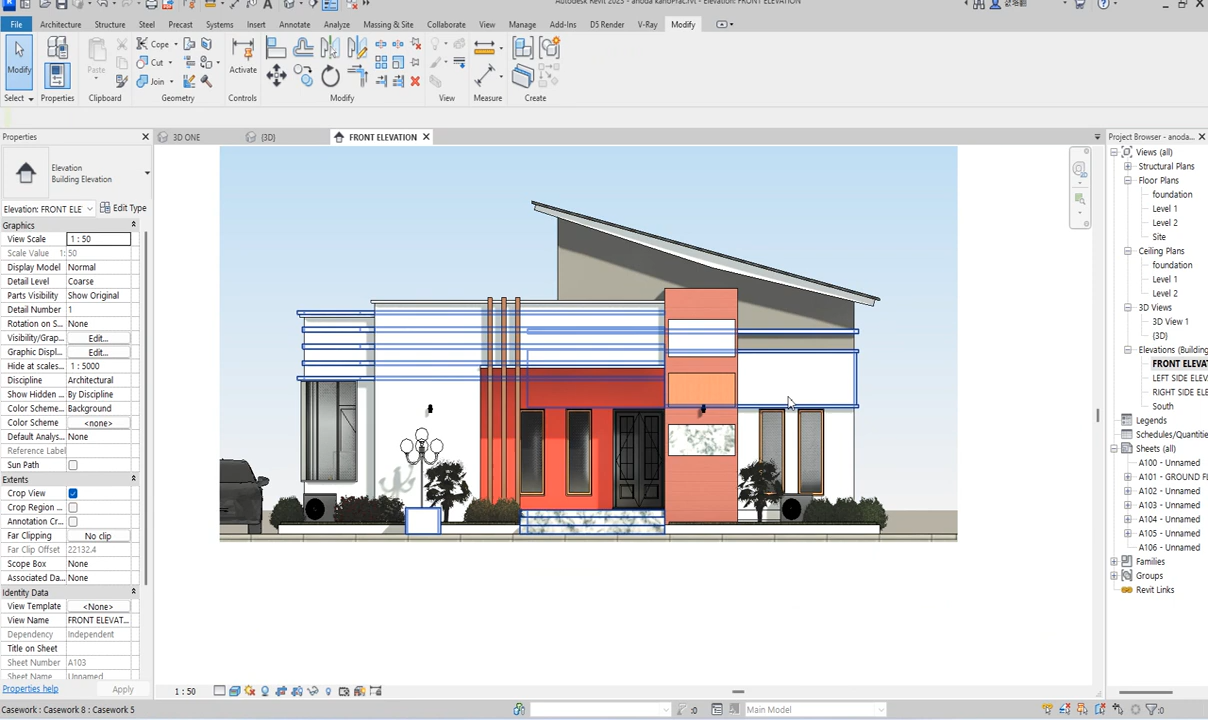 Autodesk Revit 2023 - anoda kanoPrac.rvt - Elevation: FRONT ELEVATION
File Architecture Structure Steel Precast Systems Insert Annotate Analyze Massing & Site Collaborate View Manage Add-Ins D5 Render V-Ray Modify
Cope
Cut
Join
Modify
Paste
Activate
Select Properties Clipboard Geometry Controls Modify View Measure Create
Properties
3D ONE
{3D}
FRONT ELEVATION
Project Browser - anoda...
Elevation
Building Elevation
Elevation: FRONT ELE
Edit Type
Graphics
View Scale 1 : 50
Scale Value 1: 50
Display Model Normal
Detail Level Coarse
Parts Visibility Show Original
Detail Number 1
Rotation on S... None
Visibility/Grap... Edit...
Graphic Displ... Edit...
Hide at scales... 1 : 5000
Discipline Architectural
Show Hidden ... By Discipline
Color Scheme... Background
Color Scheme <none>
Default Analys... None
Reference Label
Sun Path
Extents
Crop View
Crop Region ...
Annotation Cr...
Far Clipping No clip
Far Clip Offset 22132.4
Scope Box None
Associated Da... None
Identity Data
View Template <None>
View Name FRONT ELEVAT...
Dependency Independent
Title on Sheet
Sheet Number A103
Sheet Name Unnamed
Properties help
Apply
Views (all)
Structural Plans
Floor Plans
foundation
Level 1
Level 2
Site
Ceiling Plans
foundation
Level 1
Level 2
3D Views
3D View 1
{3D}
Elevations (Building
FRONT ELEVA
LEFT SIDE ELEV
RIGHT SIDE ELE
South
Legends
Schedules/Quantitie
Sheets (all)
A100 - Unnamed
A101 - GROUND FL
A102 - Unnamed
A103 - Unnamed
A104 - Unnamed
A105 - Unnamed
A106 - Unnamed
Families
Groups
Revit Links
1 : 50
Casework : Casework 8 : Casework 5
:0
Main Model
:0